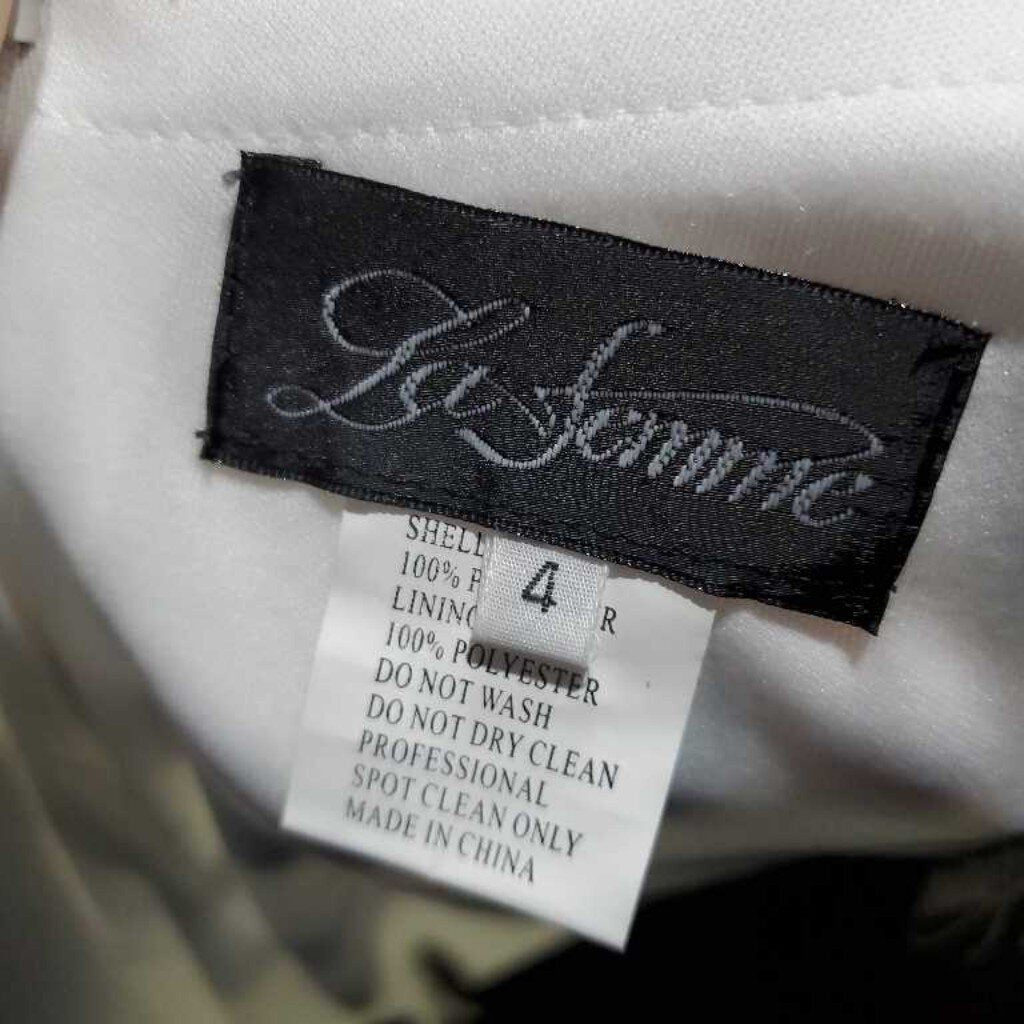 La Femme
4
SHELL
100%
R
LINING
100% POLYESTER
DO NOT WASH
DO NOT DRY CLEAN
PROFESSIONAL
SPOT CLEAN ONLY
MADE IN CHINA